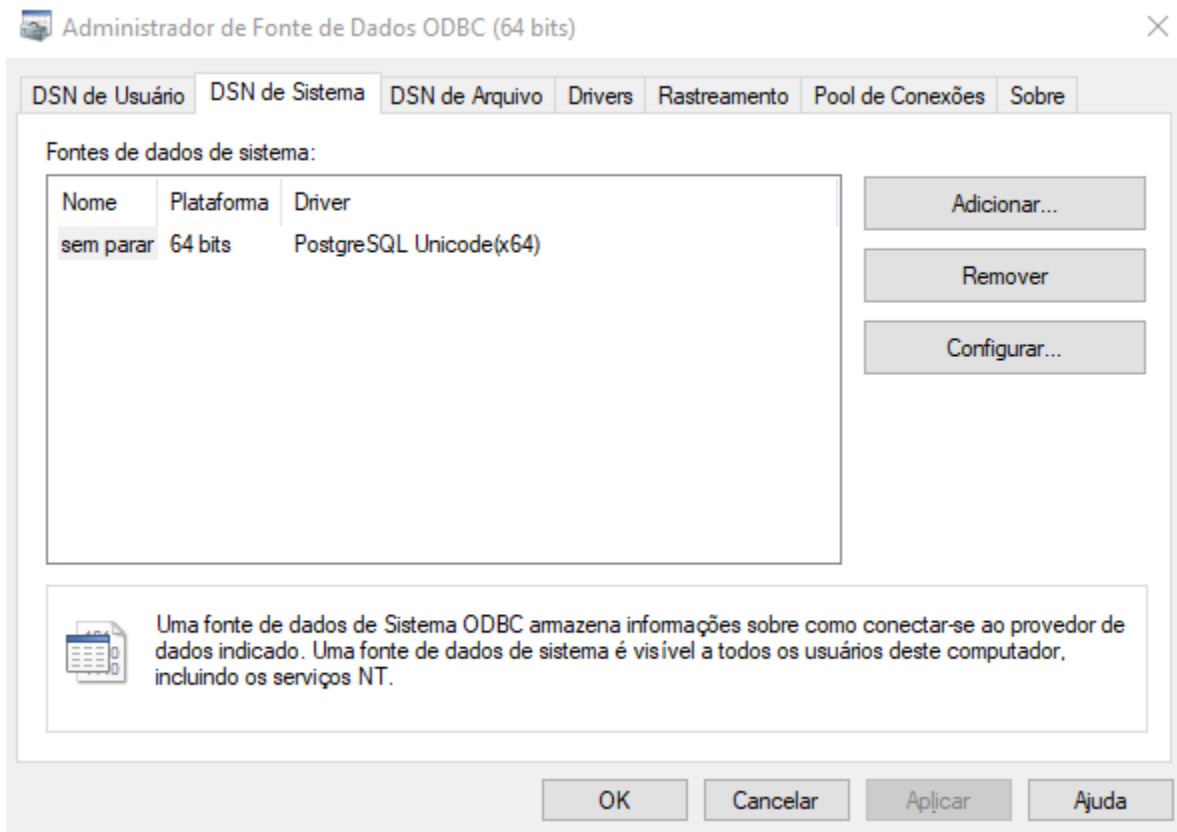 Administrador de Fonte de Dados ODBC (64 bits)
DSN de Usuário DSN de Sistema DSN de Arquivo Drivers Rastreamento Pool de Conexões Sobre
Fontes de dados de sistema:
Nome Plataforma Driver
sem parar 64 bits PostgreSQL Unicode(x64)
Adicionar...
Remover
Configurar...
Uma fonte de dados de Sistema ODBC armazena informações sobre como conectar-se ao provedor de
dados indicado. Uma fonte de dados de sistema é visível a todos os usuários deste computador,
incluindo os serviços NT.
OK Cancelar Aplicar Ajuda